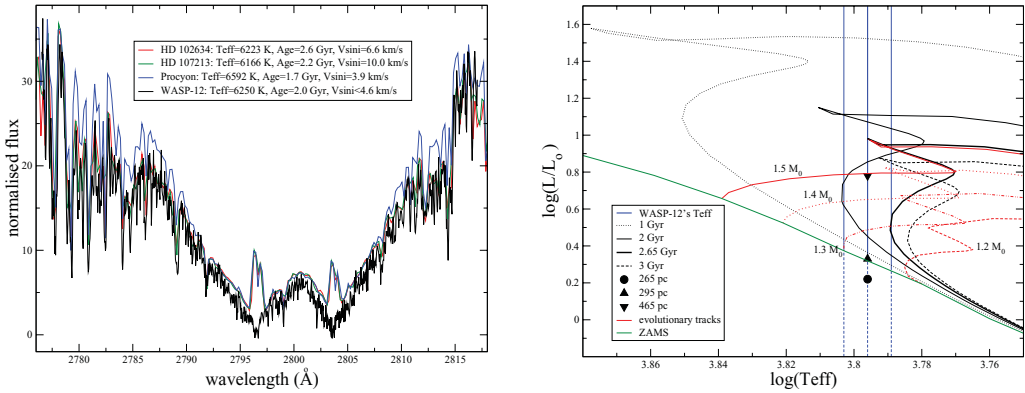 HD 102634: Teff=6223 K, Age=2.6 Gyr, Vsini=6.6 km/s
HD 107213: Teff=6166 K, Age=2.2 Gyr, Vsini=10.0 km/s
Procyon: Teff=6592 K, Age=1.7 Gyr, Vsini=3.9 km/s
WASP-12: Teff=6250 K, Age=2.0 Gyr, Vsini<4.6 km/s
normalised flux
30
20
10
0
2780 2785 2790 2795 2800 2805 2810 2815
wavelength (Å)
log(L/L₀)
1.6
1.4
1.2
1
0.8
0.6
0.4
0.2
0
1.5 M₀
1.4 M₀
1.3 M₀
1.2 M₀
WASP-12's Teff
1 Gyr
2 Gyr
2.65 Gyr
3 Gyr
265 pc
295 pc
465 pc
evolutionary tracks
ZAMS
3.86 3.84 3.82 3.8 3.78 3.76
log(Teff)